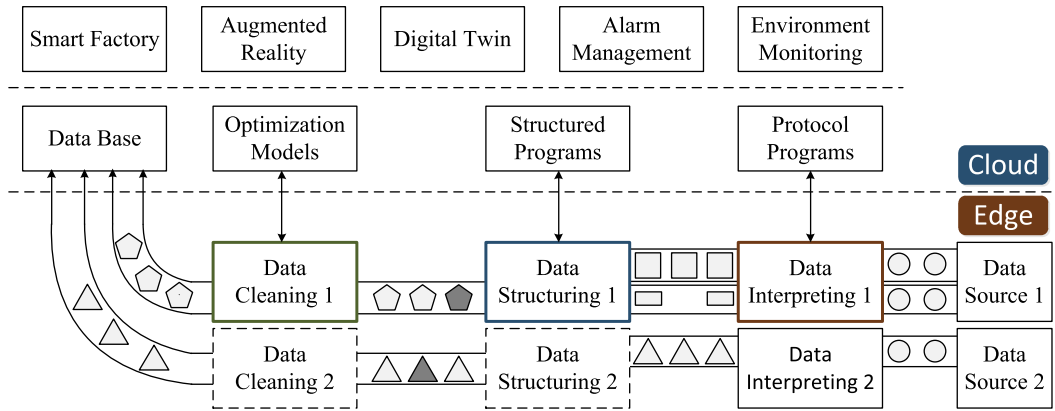 Smart Factory
Augmented
Reality
Digital Twin
Alarm
Management
Environment
Monitoring
Data Base
Optimization
Models
Structured
Programs
Protocol
Programs
Cloud
Edge
Data
Cleaning 1
Data
Structuring 1
Data
Interpreting 1
Data
Source 1
Data
Cleaning 2
Data
Structuring 2
Data
Interpreting 2
Data
Source 2